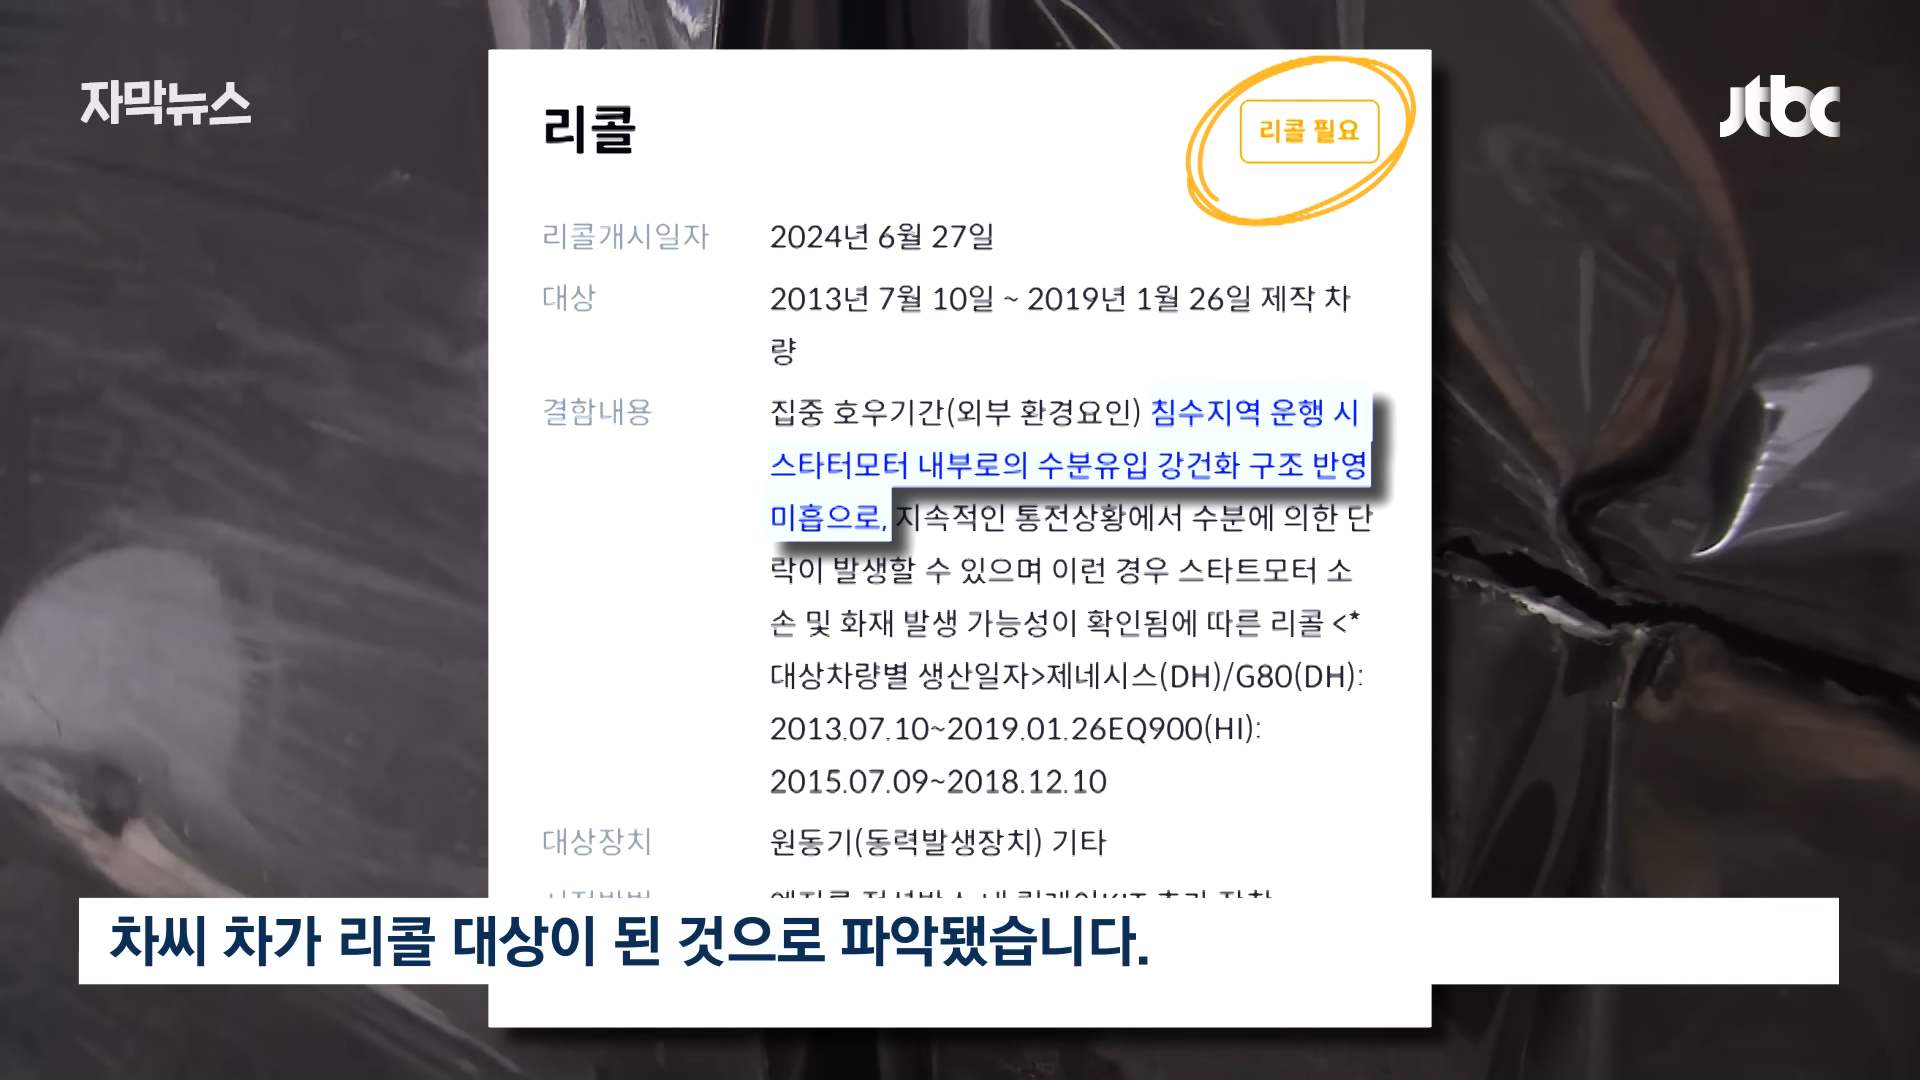 자막뉴스
jtbc
리콜
리콜 필요
리콜개시일자 2024년 6월 27일
대상 2013년 7월 10일 ~ 2019년 1월 26일 제작 차
량
결함내용 집중 호우기간(외부 환경요인) 침수지역 운행 시
스타터모터 내부로의 수분유입 강건화 구조 반영
미흡으로, 지속적인 통전상황에서 수분에 의한 단
락이 발생할 수 있으며 이런 경우 스타트모터 소
손 및 화재 발생 가능성이 확인됨에 따른 리콜 <*
대상차량별 생산일자>제네시스(DH)/G80(DH):
2013.07.10~2019.01.26EQ900(HI):
2015.07.09~2018.12.10
대상장치 원동기(동력발생장치) 기타
차씨 차가 리콜 대상이 된 것으로 파악됐습니다.